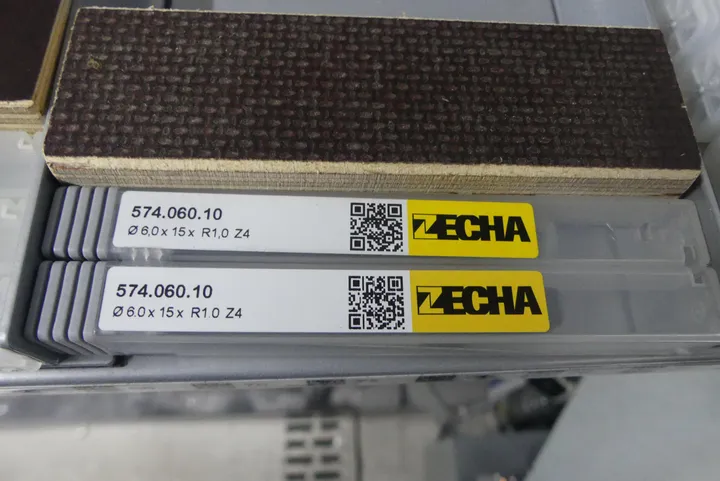 574.060.10
Ø 6,0 x 15 x R1,0 Z4
ZECHA
574.060.10
Ø 6.0 x 15 x R1.0 Z4
ZECHA